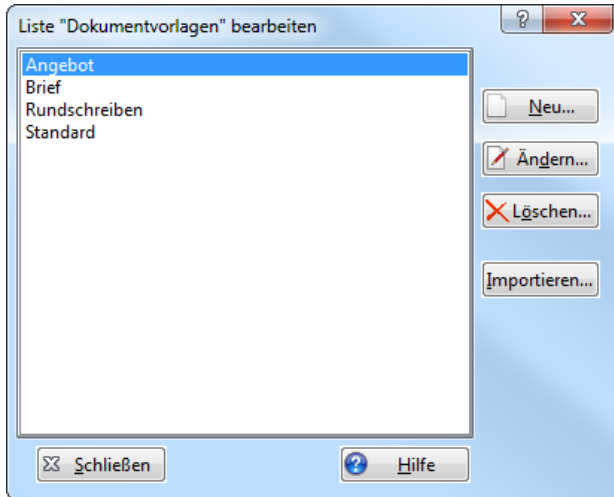 Liste "Dokumentvorlagen" bearbeiten
Angebot
Brief
Rundschreiben
Standard
Neu...
Ändern...
Löschen...
Importieren...
Schließen
Hilfe